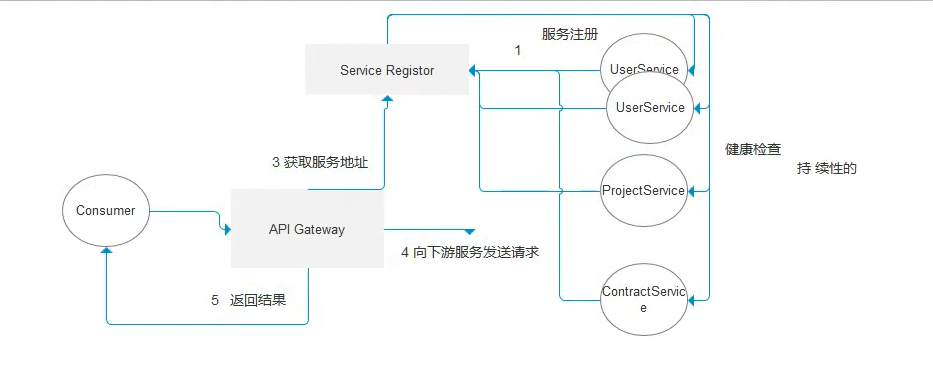 服务注册
1
Service Registor
UserService
UserService
健康检查
持 续性的
3 获取服务地址
ProjectService
Consumer
API Gateway
4 向下游服务发送请求
5 返回结果
ContractServic
e